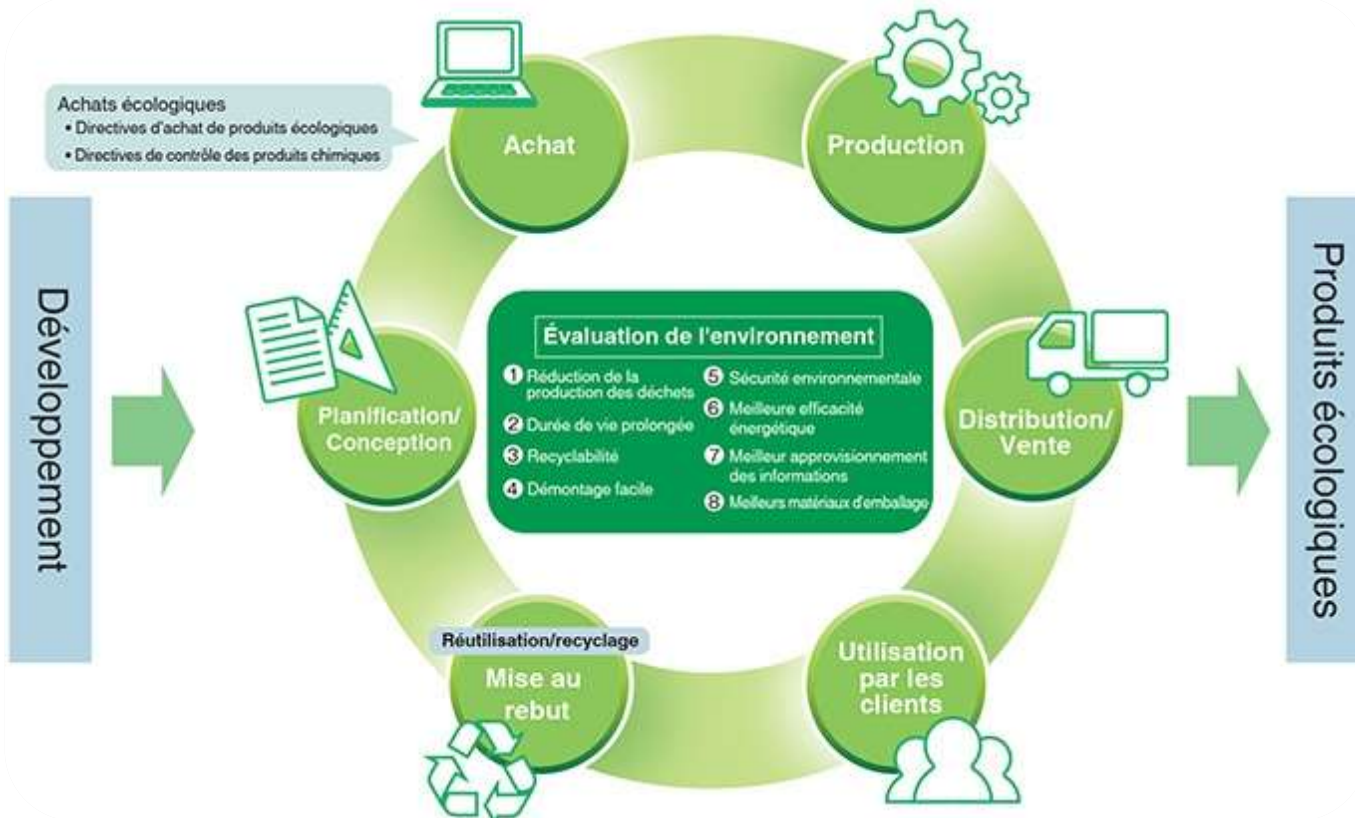 Achats écologiques
• Directives d'achat de produits écologiques
• Directives de contrôle des produits chimiques
Achat
Production
Développement
Planification/
Conception
Évaluation de l'environnement
1 Réduction de la
production des déchets
2 Durée de vie prolongée
3 Recyclabilité
4 Démontage facile
5 Sécurité environnementale
6 Meilleure efficacité
énergétique
7 Meilleur approvisionnement
des informations
8 Meilleurs matériaux d'emballage
Distribution/
Vente
Produits écologiques
Réutilisation/recyclage
Mise au
rebut
Utilisation
par les
clients